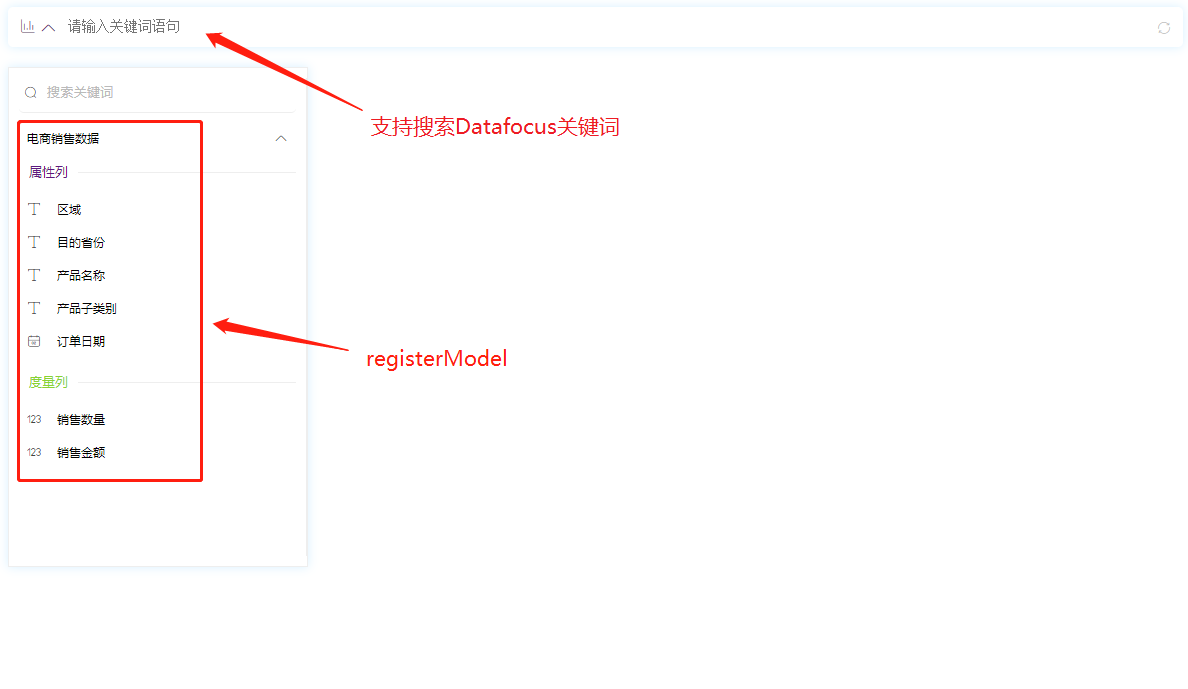 请输入关键词语句
搜索关键词
支持搜索Datafocus关键词
电商销售数据
属性列
区域
目的省份
产品名称
产品子类别
订单日期
registerModel
度量列
123 销售数量
123 销售金额